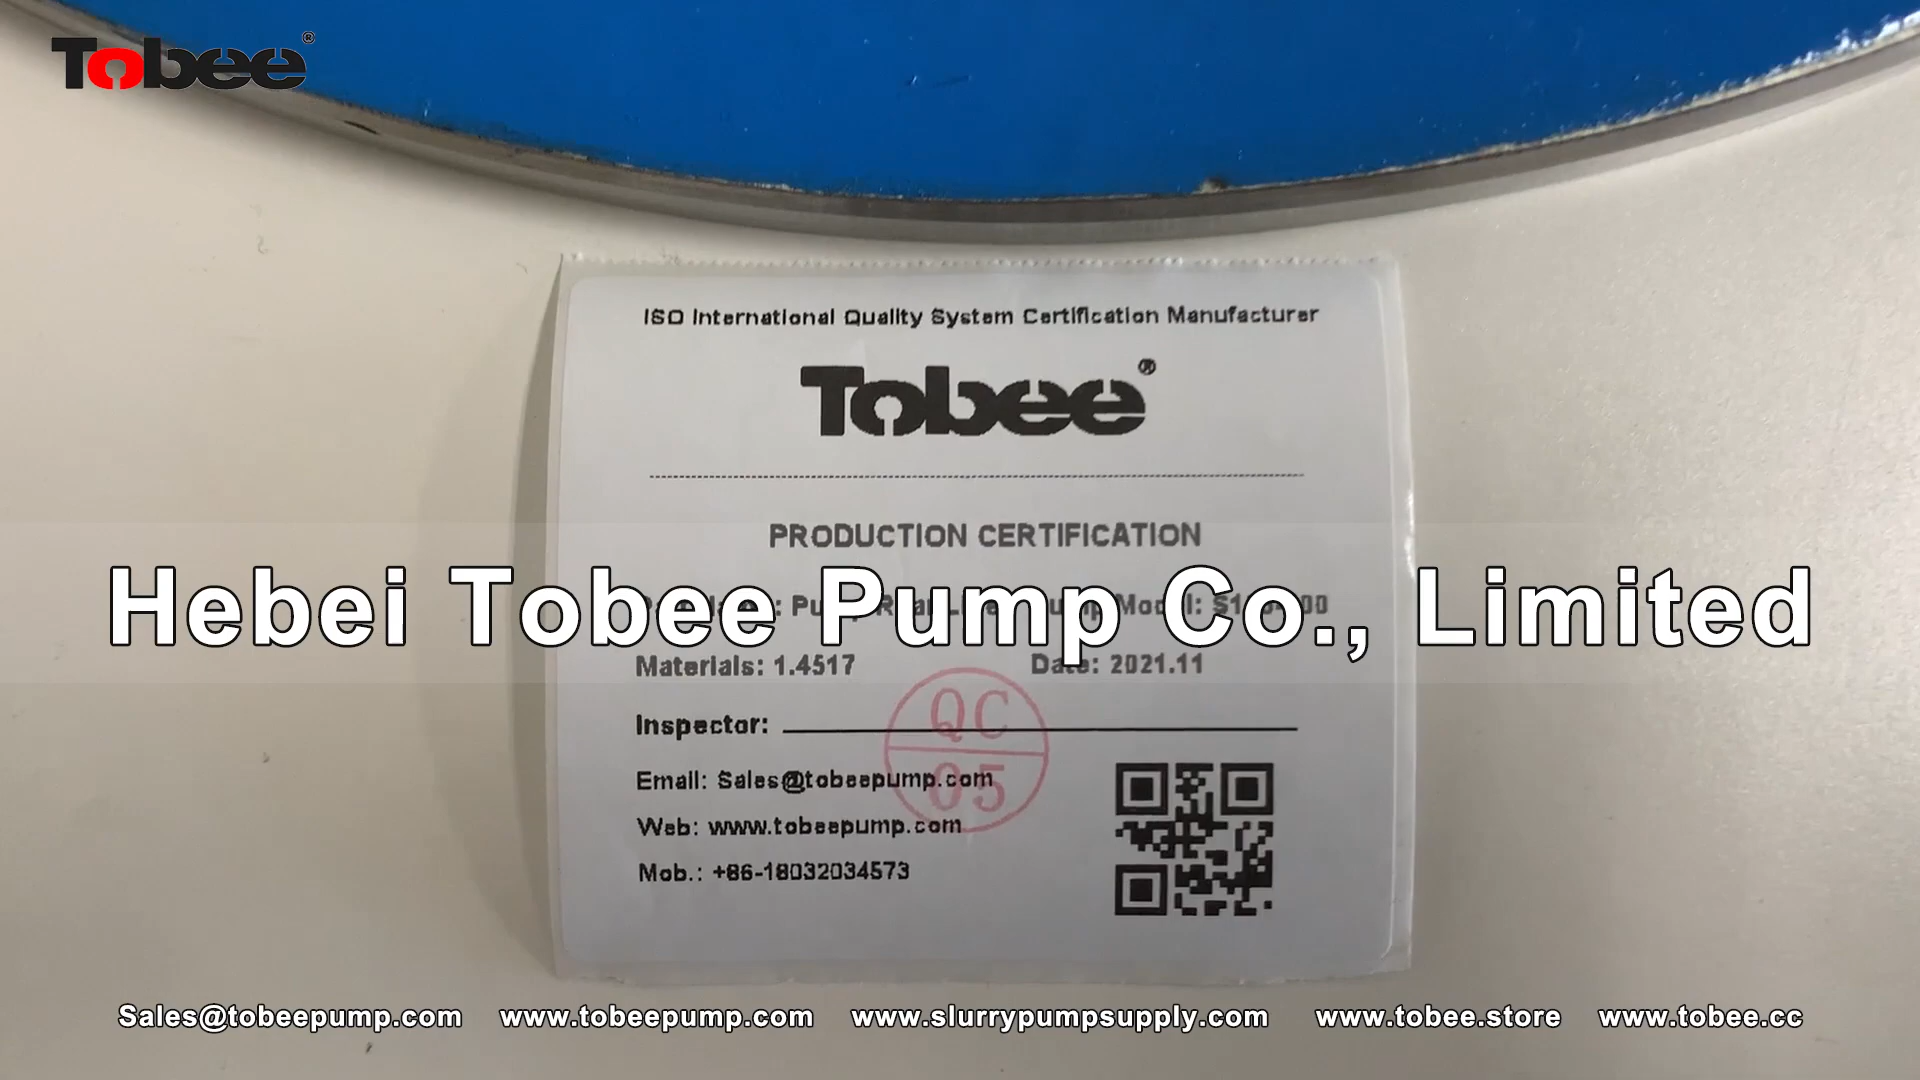 Tobee®
ISO International Quality System Certification Manufacturer
Tobee®
PRODUCTION CERTIFICATION
Hebei Tobee Pump Co., Limited
Materials: 1.4517 Date: 2021.11
QC
Inspector:
05
Email: Sales@tobeepump.com
Web: www.tobeepump.com
Mob.: +86-18032034573
Sales@tobeepump.com www.tobeepump.com www.slurrypumpsupply.com www.tobee.store www.tobee.cc